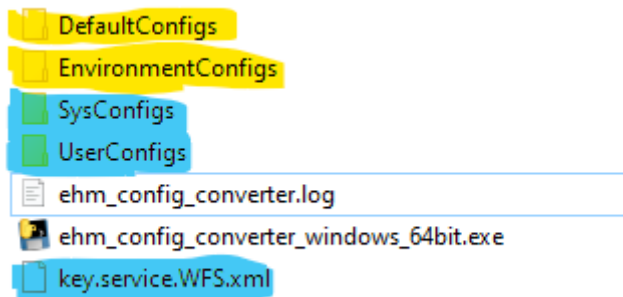 DefaultConfigs
EnvironmentConfigs
SysConfigs
UserConfigs
ehm_config_converter.log
ehm_config_converter_windows_64bit.exe
key.service.WFS.xml